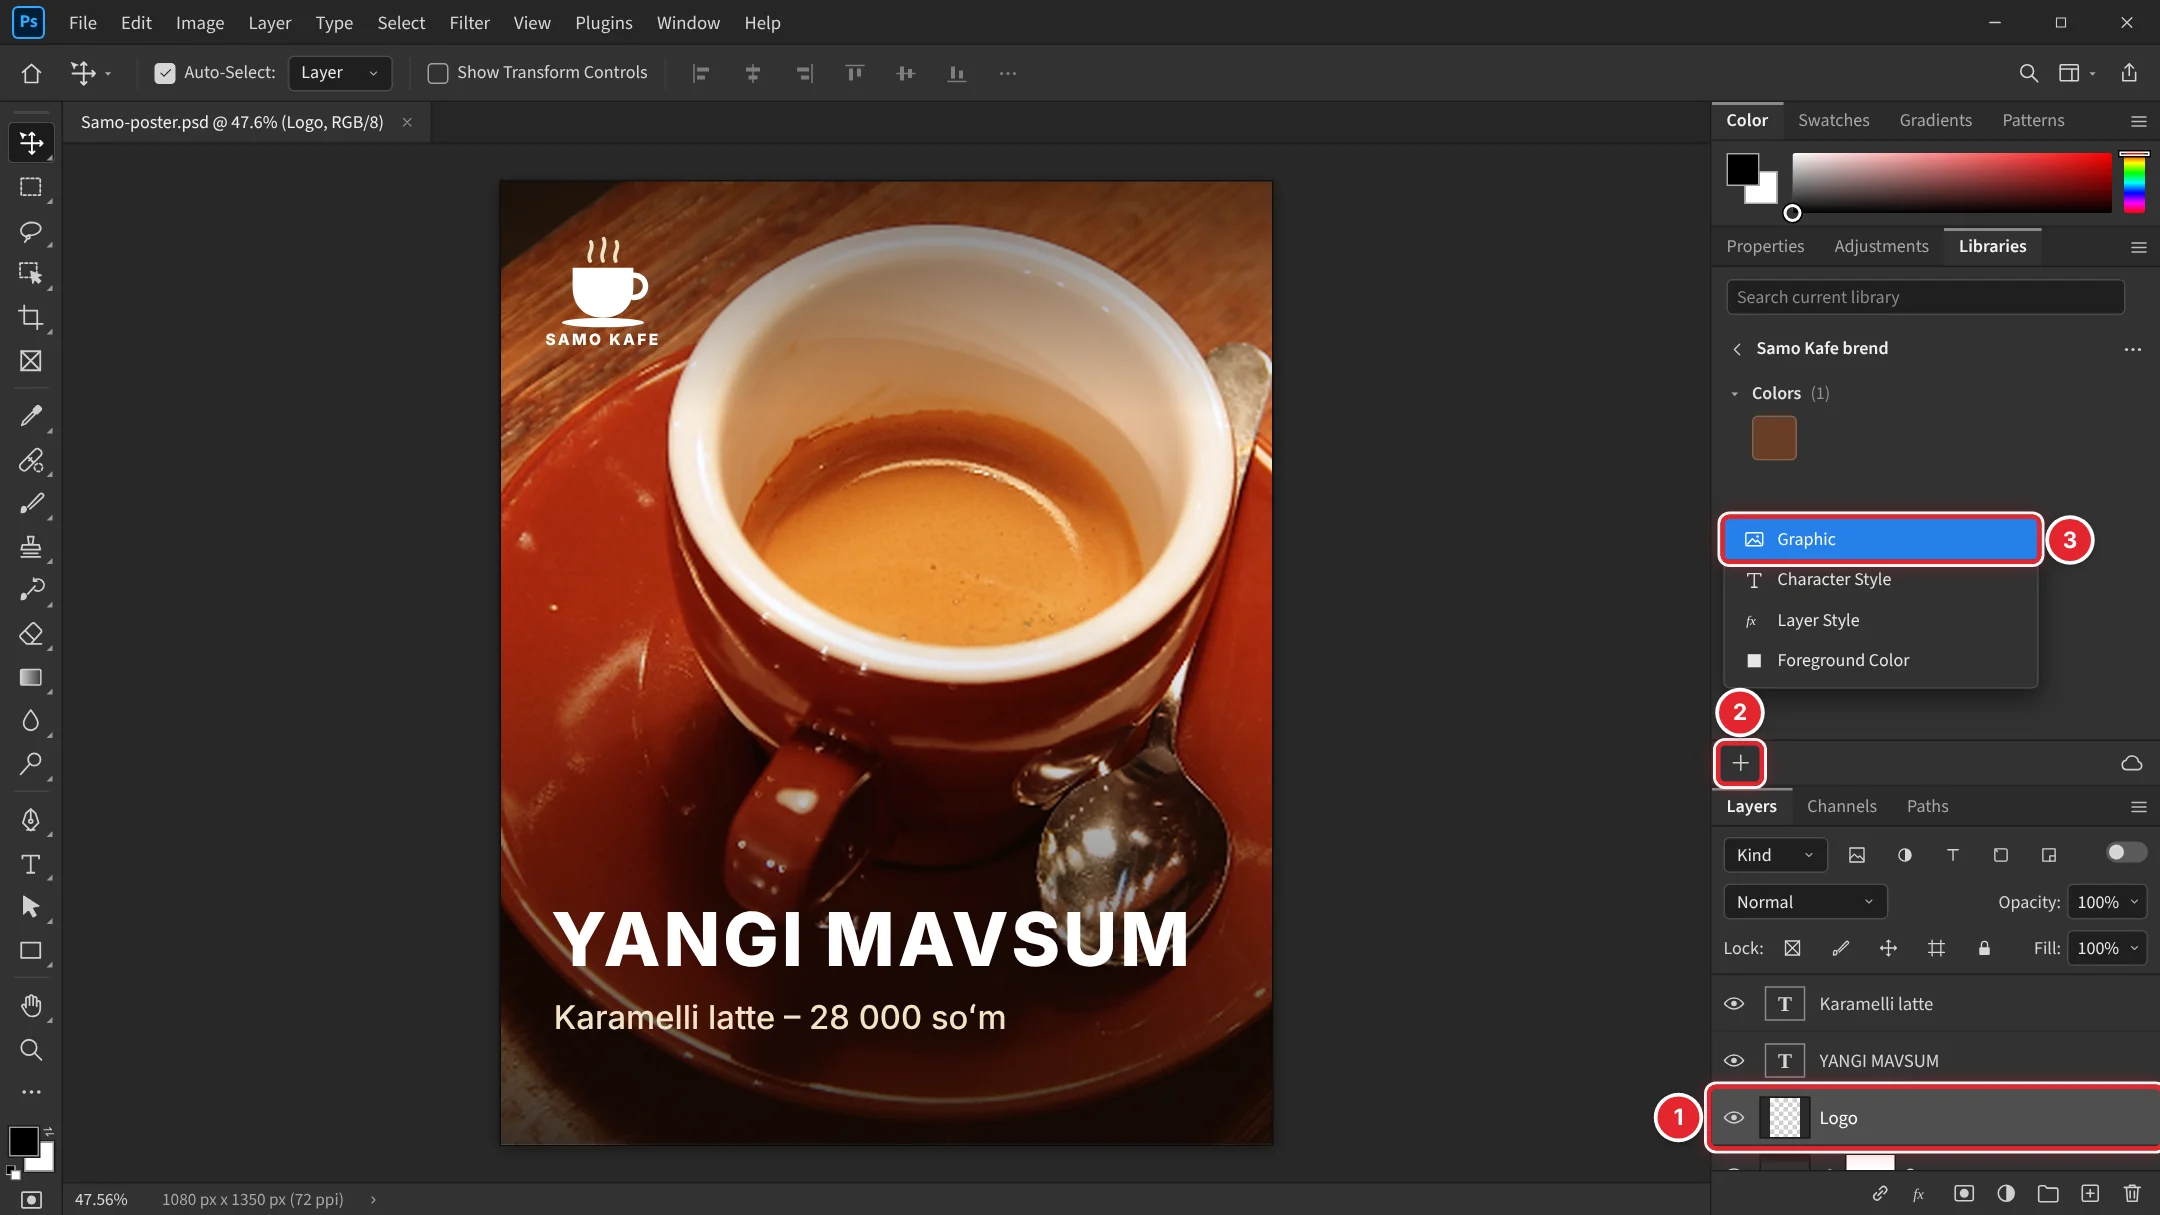 Ps File Edit Image Layer Type Select Filter View Plugins Window Help
Auto-Select: Layer Show Transform Controls
Samo-poster.psd @ 47.6% (Logo, RGB/8)
SAMO KAFE
YANGI MAVSUM
Karamelli latte – 28 000 soʻm
47.56% 1080 px x 1350 px (72 ppi)
Color Swatches Gradients Patterns
Properties Adjustments Libraries
Search current library
Samo Kafe brend
Colors (1)
Graphic 3
T Character Style
fx Layer Style
Foreground Color
2
Layers Channels Paths
Kind T
Normal Opacity: 100%
Lock: Fill: 100%
T Karamelli latte
T YANGI MAVSUM
1 Logo
fx